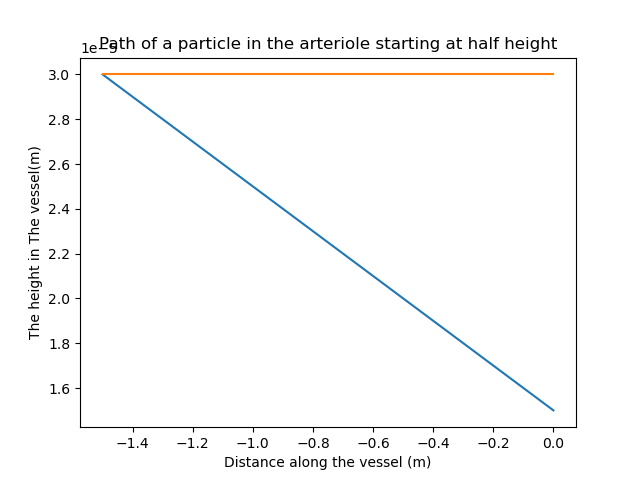 Path of a particle in the arteriole starting at half height
1e−5
3.0
2.8
2.6
2.4
2.2
2.0
1.8
1.6
The height in The vessel(m)
−1.4 −1.2 −1.0 −0.8 −0.6 −0.4 −0.2 0.0
Distance along the vessel (m)